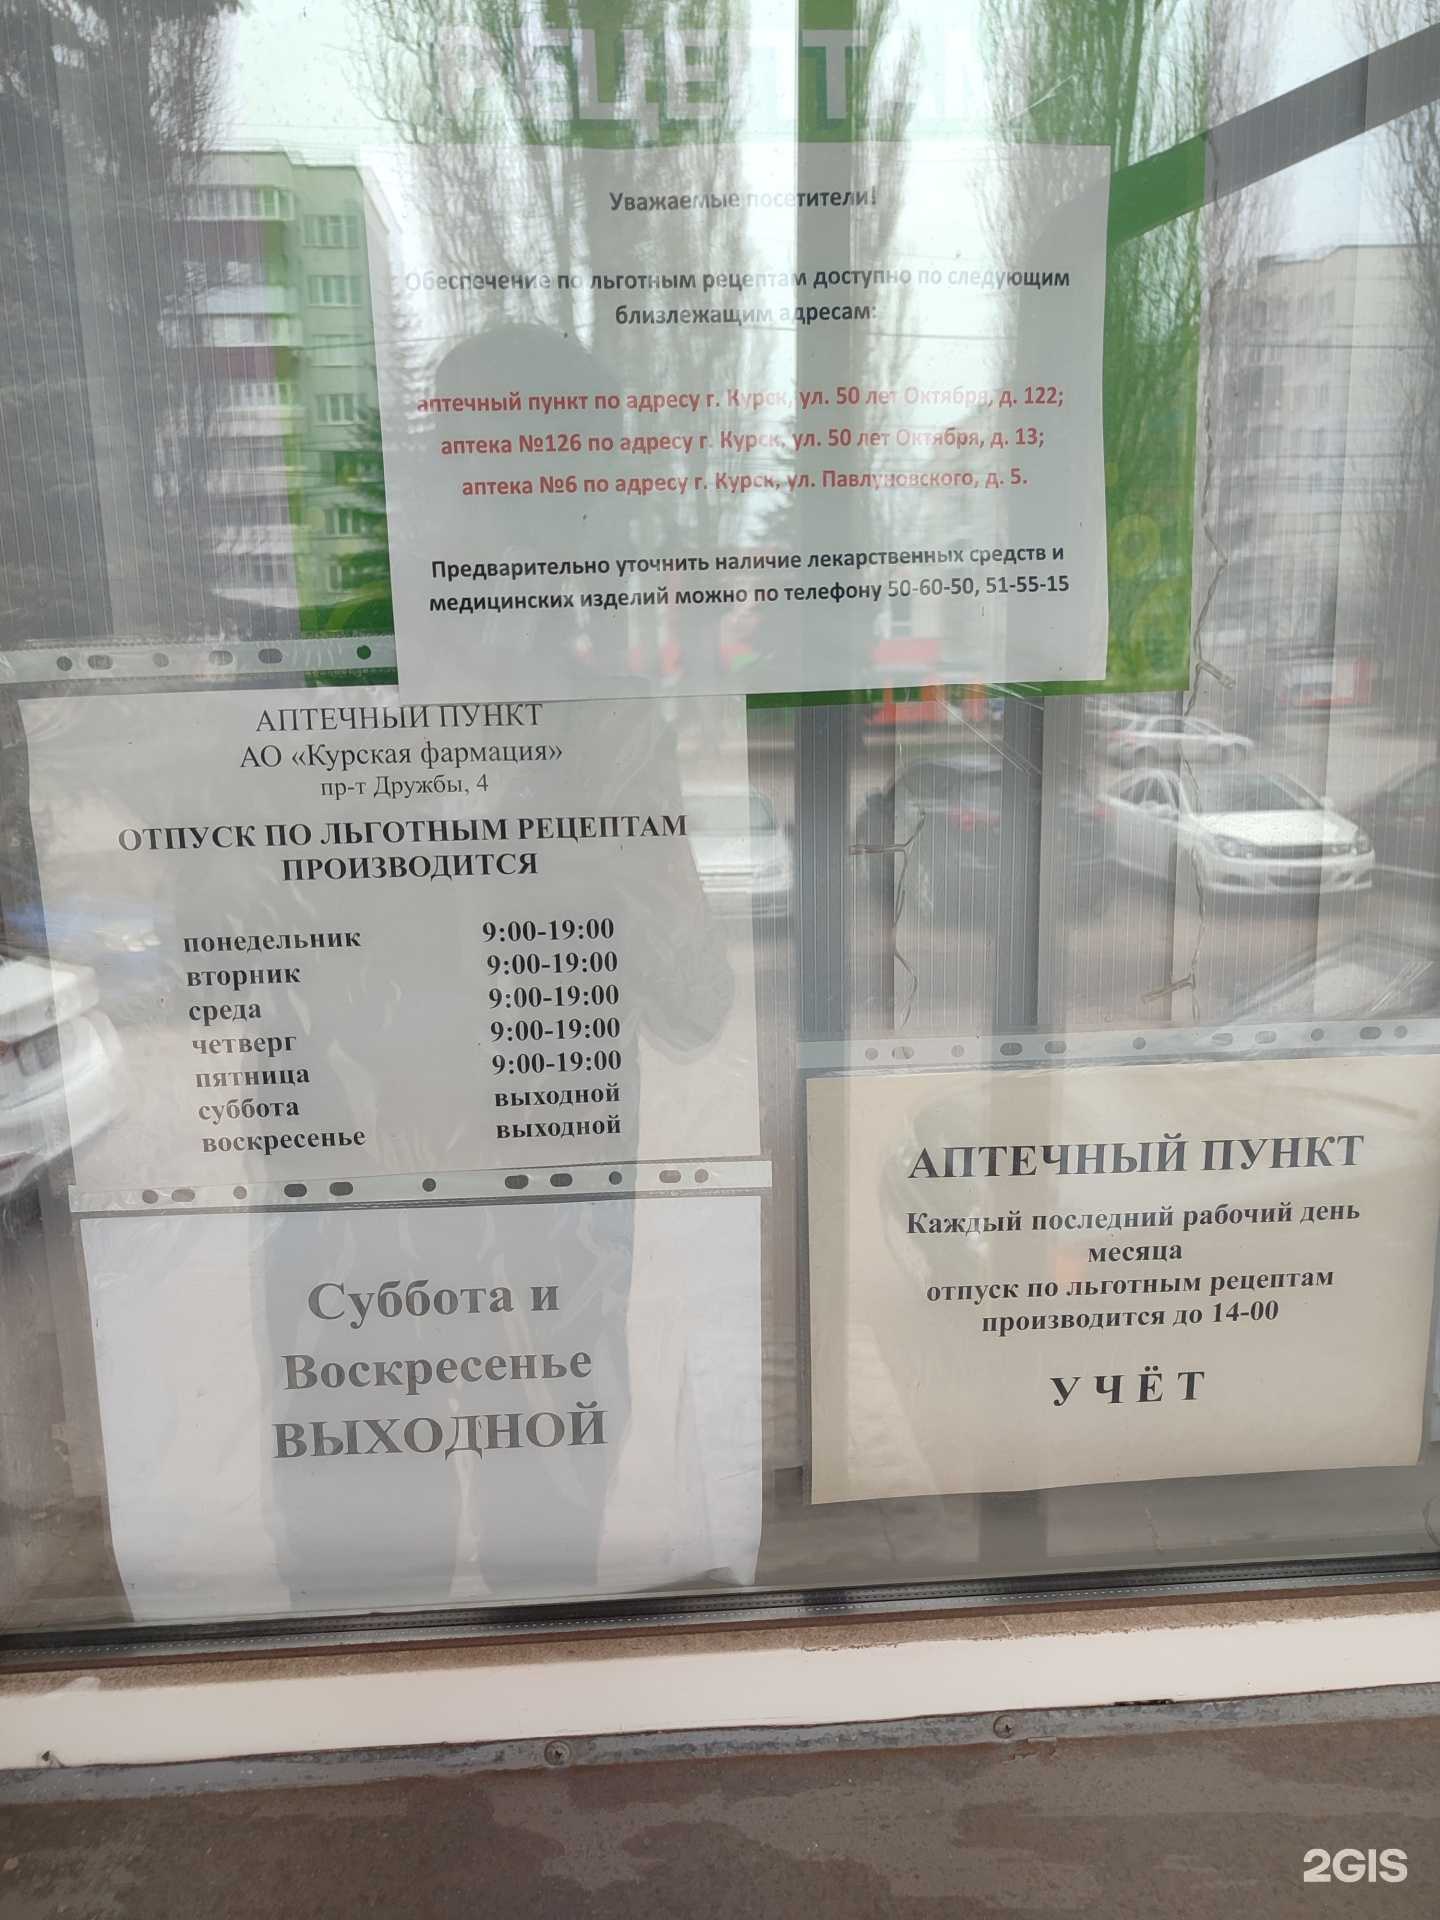 РЕЦЕПТАМ
Уважаемые посетители!
Обеспечение по льготным рецептам доступно по следующим
близлежащим адресам:
аптечный пункт по адресу г. Курск, ул. 50 лет Октября, д. 122;
аптека №126 по адресу г. Курск, ул. 50 лет Октября, д. 13;
аптека №6 по адресу г. Курск, ул. Павлуновского, д. 5.
Предварительно уточнить наличие лекарственных средств и
медицинских изделий можно по телефону 50-60-50, 51-55-15
АПТЕЧНЫЙ ПУНКТ
АО «Курская фармация»
пр-т Дружбы, 4
ОТПУСК ПО ЛЬГОТНЫМ РЕЦЕПТАМ
ПРОИЗВОДИТСЯ
понедельник 9:00-19:00
вторник 9:00-19:00
среда 9:00-19:00
четверг 9:00-19:00
пятница 9:00-19:00
суббота выходной
воскресенье выходной
Суббота и
Воскресенье
ВЫХОДНОЙ
АПТЕЧНЫЙ ПУНКТ
Каждый последний рабочий день
месяца
отпуск по льготным рецептам
производится до 14-00
УЧЁТ
2GIS